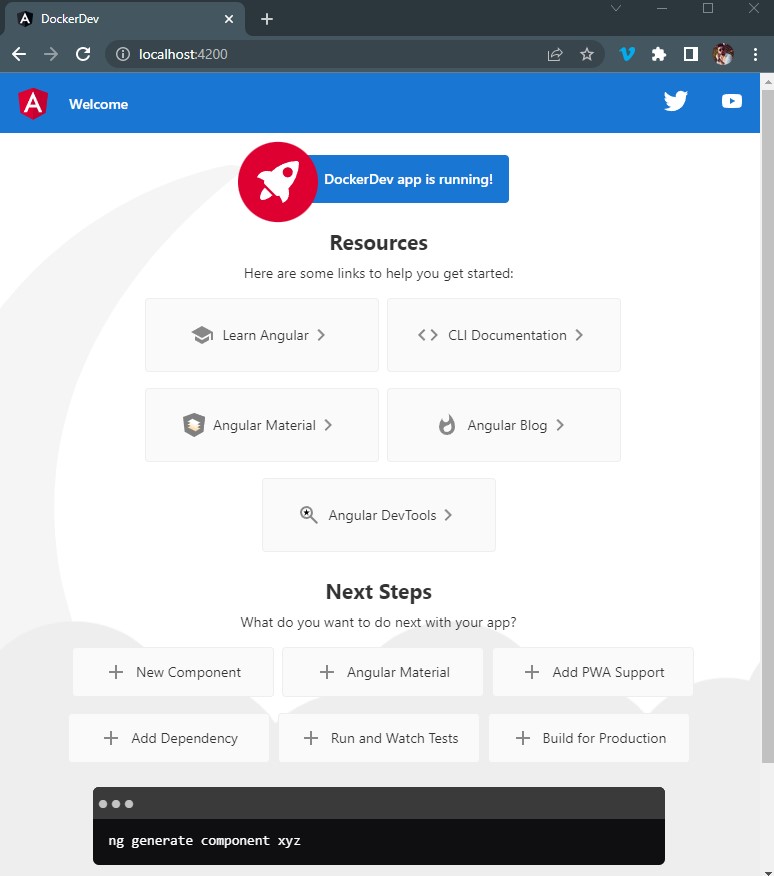 DockerDev
localhost:4200
Welcome
DockerDev app is running!
Resources
Here are some links to help you get started:
Learn Angular
CLI Documentation
Angular Material
Angular Blog
Angular DevTools
Next Steps
What do you want to do next with your app?
New Component
Angular Material
Add PWA Support
Add Dependency
Run and Watch Tests
Build for Production
ng generate component xyz